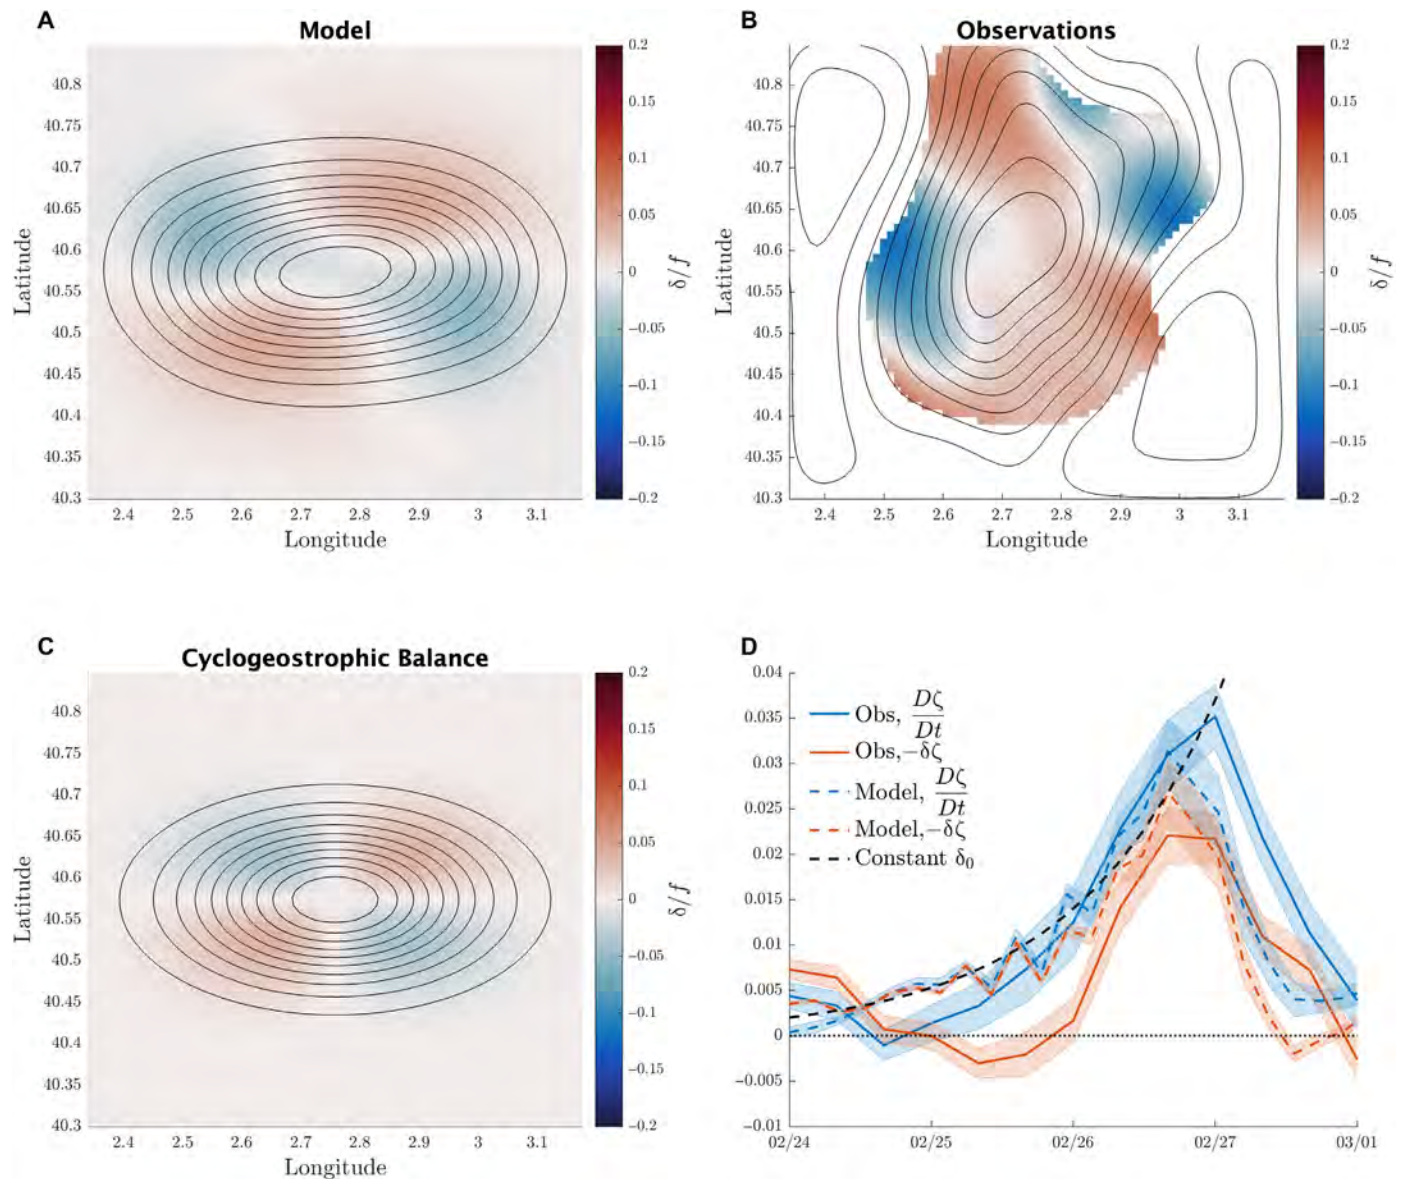 A
Model
40.8
40.75
40.7
40.65
40.6
40.55
40.5
40.45
40.4
40.35
40.3
Latitude
2.4 2.5 2.6 2.7 2.8 2.9 3 3.1
Longitude
0.2
0.15
0.1
0.05
0
−0.05
−0.1
−0.15
−0.2
δ/f
B
Observations
40.8
40.75
40.7
40.65
40.6
40.55
40.5
40.45
40.4
40.35
40.3
Latitude
2.4 2.5 2.6 2.7 2.8 2.9 3 3.1
Longitude
0.2
0.15
0.1
0.05
0
−0.05
−0.1
−0.15
−0.2
δ/f
C
Cyclogeostrophic Balance
40.8
40.75
40.7
40.65
40.6
40.55
40.5
40.45
40.4
40.35
40.3
Latitude
2.4 2.5 2.6 2.7 2.8 2.9 3 3.1
Longitude
0.2
0.15
0.1
0.05
0
−0.05
−0.1
−0.15
−0.2
δ/f
D
0.04
0.035
0.03
0.025
0.02
0.015
0.01
0.005
0
−0.005
−0.01
Obs, Dζ/Dt
Obs,−δζ
Model, Dζ/Dt
Model,−δζ
Constant δ₀
02/24 02/25 02/26 02/27 03/01